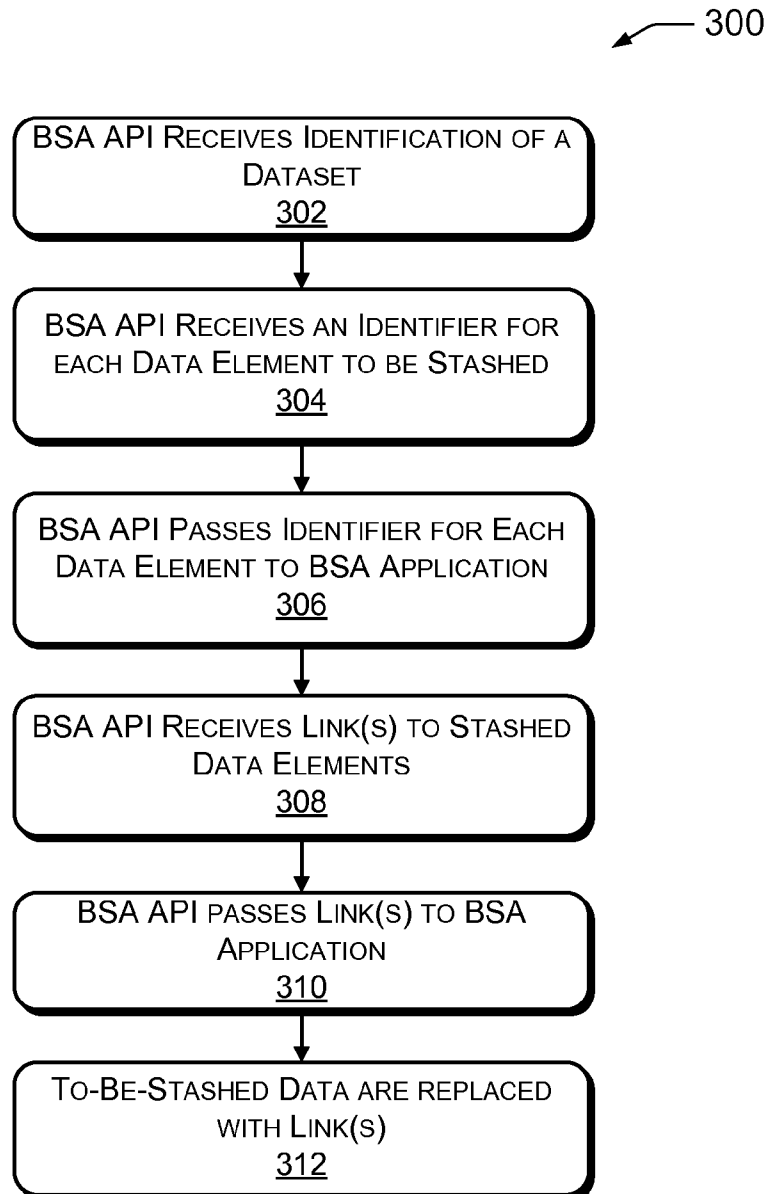 300
BSA API RECEIVES IDENTIFICATION OF A
DATASET
302
BSA API RECEIVES AN IDENTIFIER FOR
EACH DATA ELEMENT TO BE STASHED
304
BSA API PASSES IDENTIFIER FOR EACH
DATA ELEMENT TO BSA APPLICATION
306
BSA API RECEIVES LINK(S) TO STASHED
DATA ELEMENTS
308
BSA API PASSES LINK(S) TO BSA
APPLICATION
310
TO-BE-STASHED DATA ARE REPLACED
WITH LINK(S)
312